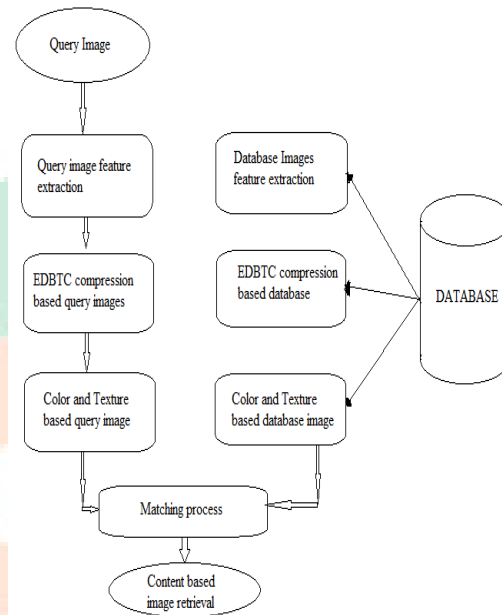 Query Image
Query image feature
extraction
EDBTC compression
based query images
Color and Texture
based query image
Database Images
feature extraction
EDBTC compression
based database
Color and Texture
based database image
DATABASE
Matching process
Content based
image retrieval